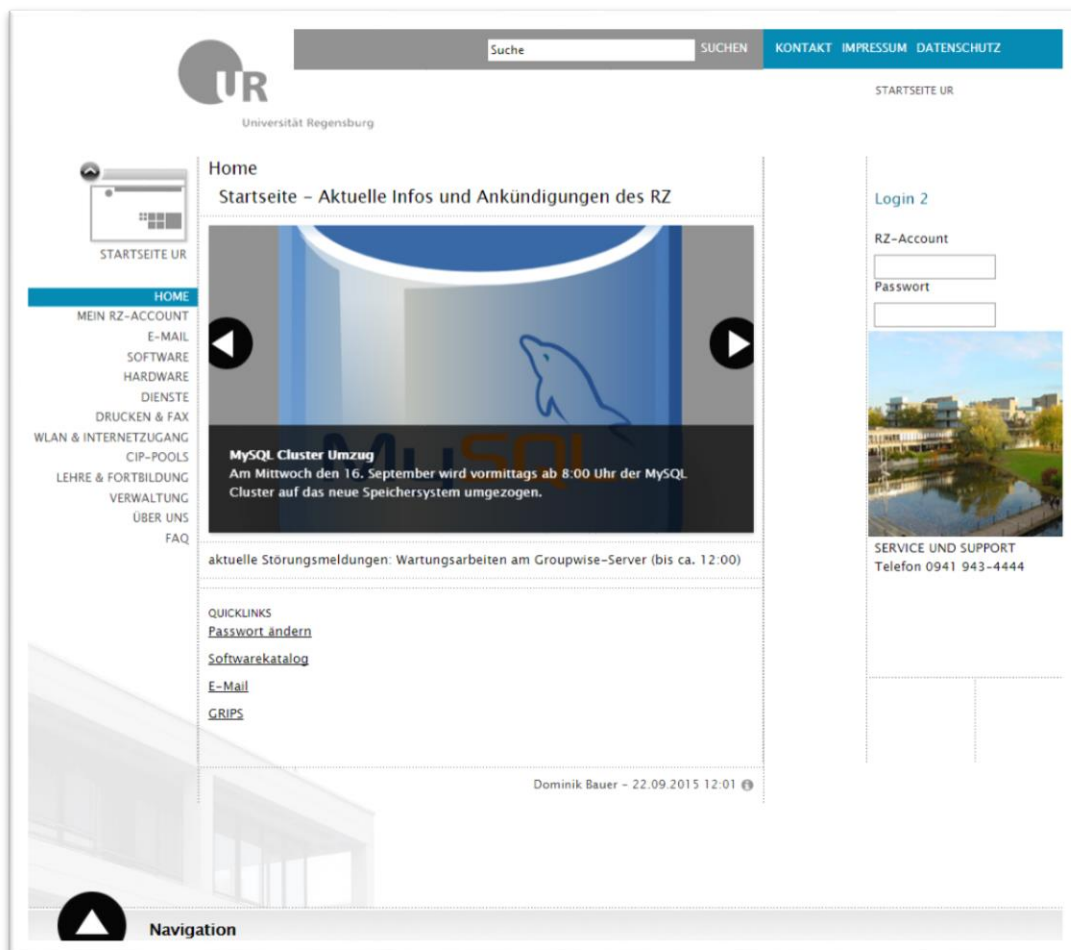 Suche
SUCHEN
KONTAKT IMPRESSUM DATENSCHUTZ
UR
Universität Regensburg
STARTSEITE UR
STARTSEITE UR
HOME
MEIN RZ-ACCOUNT
E-MAIL
SOFTWARE
HARDWARE
DIENSTE
DRUCKEN & FAX
WLAN & INTERNETZUGANG
CIP-POOLS
LEHRE & FORTBILDUNG
VERWALTUNG
ÜBER UNS
FAQ
Home
Startseite – Aktuelle Infos und Ankündigungen des RZ
MySQL
MySQL Cluster Umzug
Am Mittwoch den 16. September wird vormittags ab 8:00 Uhr der MySQL
Cluster auf das neue Speichersystem umgezogen.
aktuelle Störungsmeldungen: Wartungsarbeiten am Groupwise-Server (bis ca. 12:00)
QUICKLINKS
Passwort ändern
Softwarekatalog
E-Mail
GRIPS
Dominik Bauer – 22.09.2015 12:01
Login 2
RZ-Account
Passwort
SERVICE UND SUPPORT
Telefon 0941 943-4444
Navigation